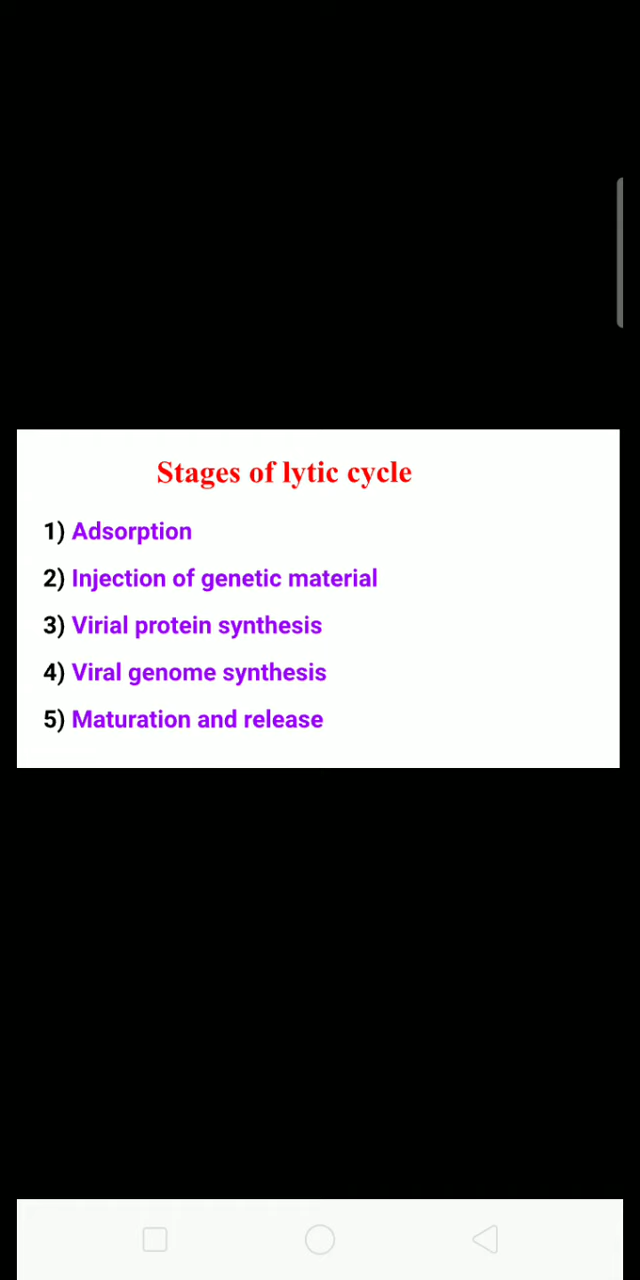 Stages of lytic cycle
1) Adsorption
2) Injection of genetic material
3) Virial protein synthesis
4) Viral genome synthesis
5) Maturation and release